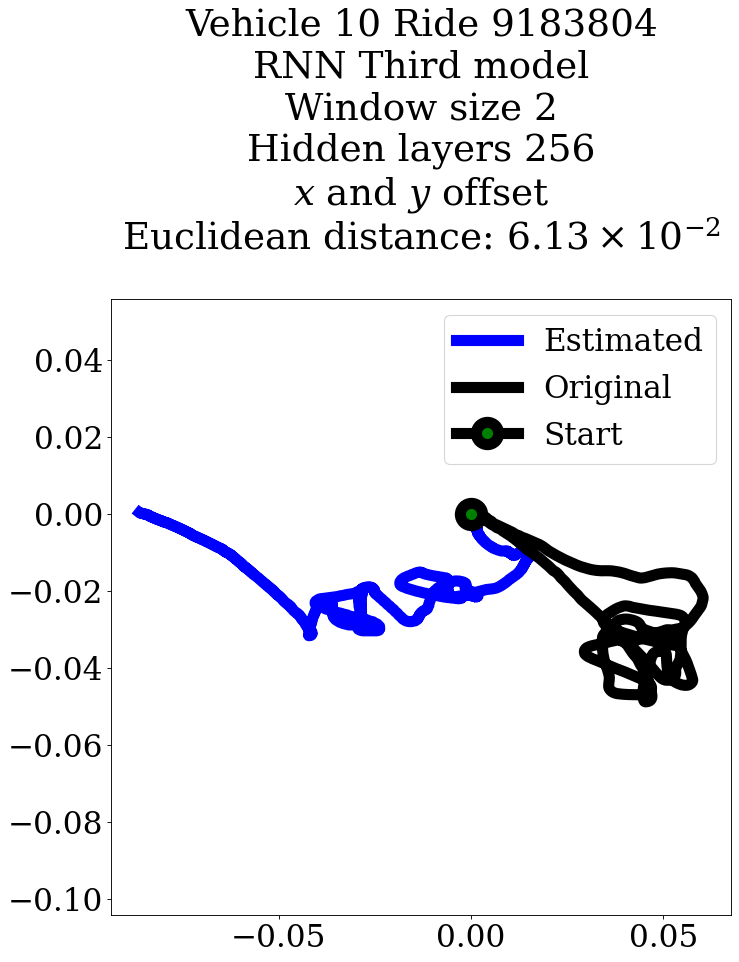 Vehicle 10 Ride 9183804
RNN Third model
Window size 2
Hidden layers 256
x and y offset
Euclidean distance: 6.13 × 10⁻²
Estimated
Original
Start
0.04
0.02
0.00
−0.02
−0.04
−0.06
−0.08
−0.10
−0.05
0.00
0.05